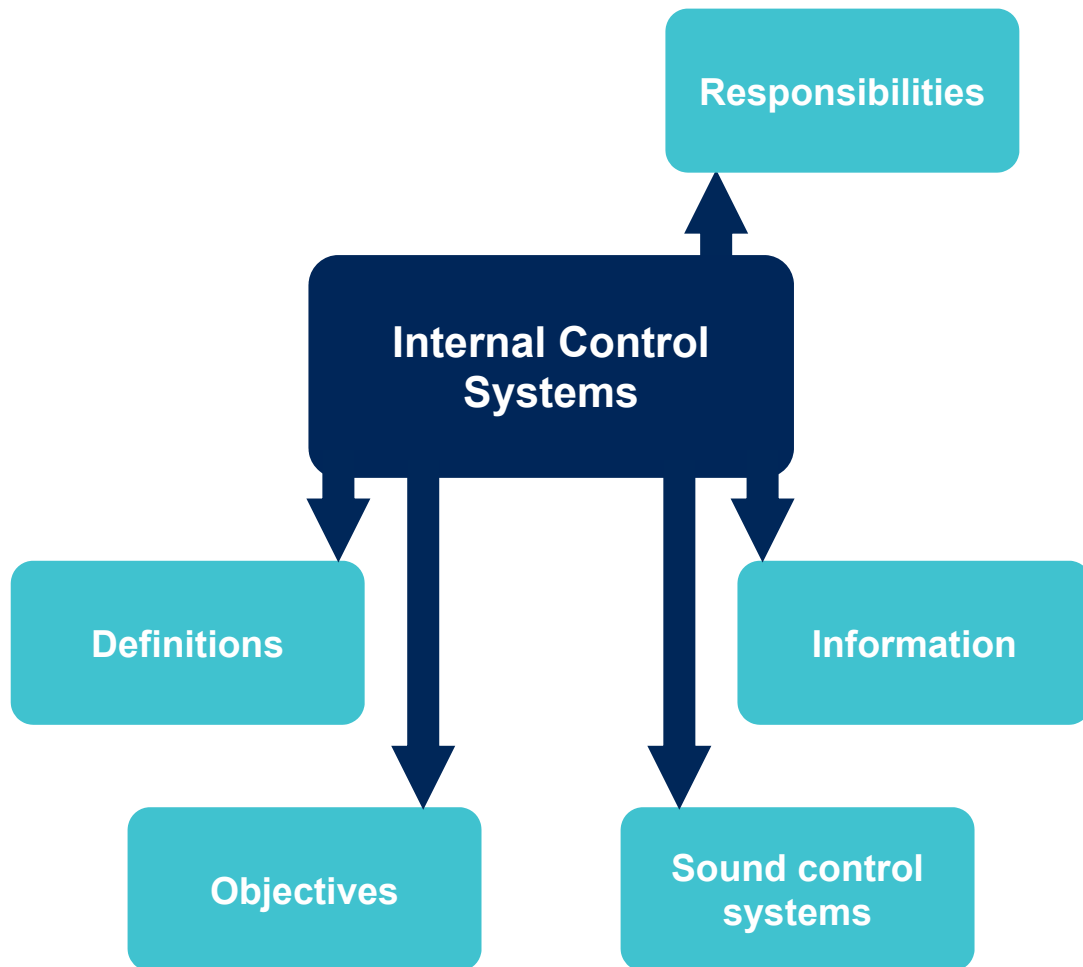 Responsibilities
Internal Control
Systems
Definitions
Information
Objectives
Sound control
systems